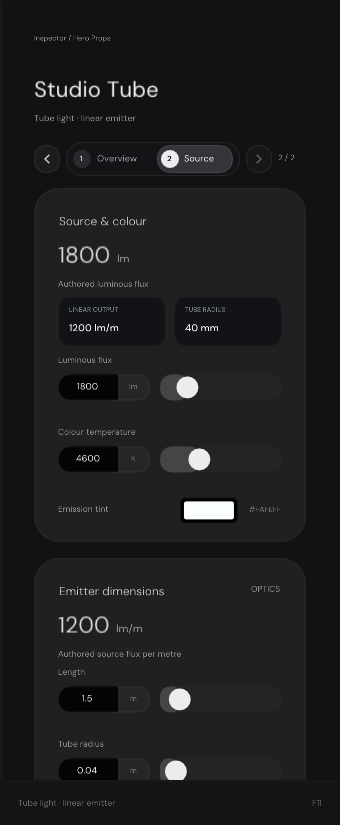 Inspector / Hero Props
Studio Tube
Tube light · linear emitter
1 Overview 2 Source 2 / 2
Source & colour
1800 lm
Authored luminous flux
LINEAR OUTPUT TUBE RADIUS
1200 lm/m 40 mm
Luminous flux
1800 lm
Colour temperature
4600 K
Emission tint #FAFEFF
Emitter dimensions OPTICS
1200 lm/m
Authored source flux per metre
Length
1.5 m
Tube radius
0.04 m
Tube light · linear emitter F11